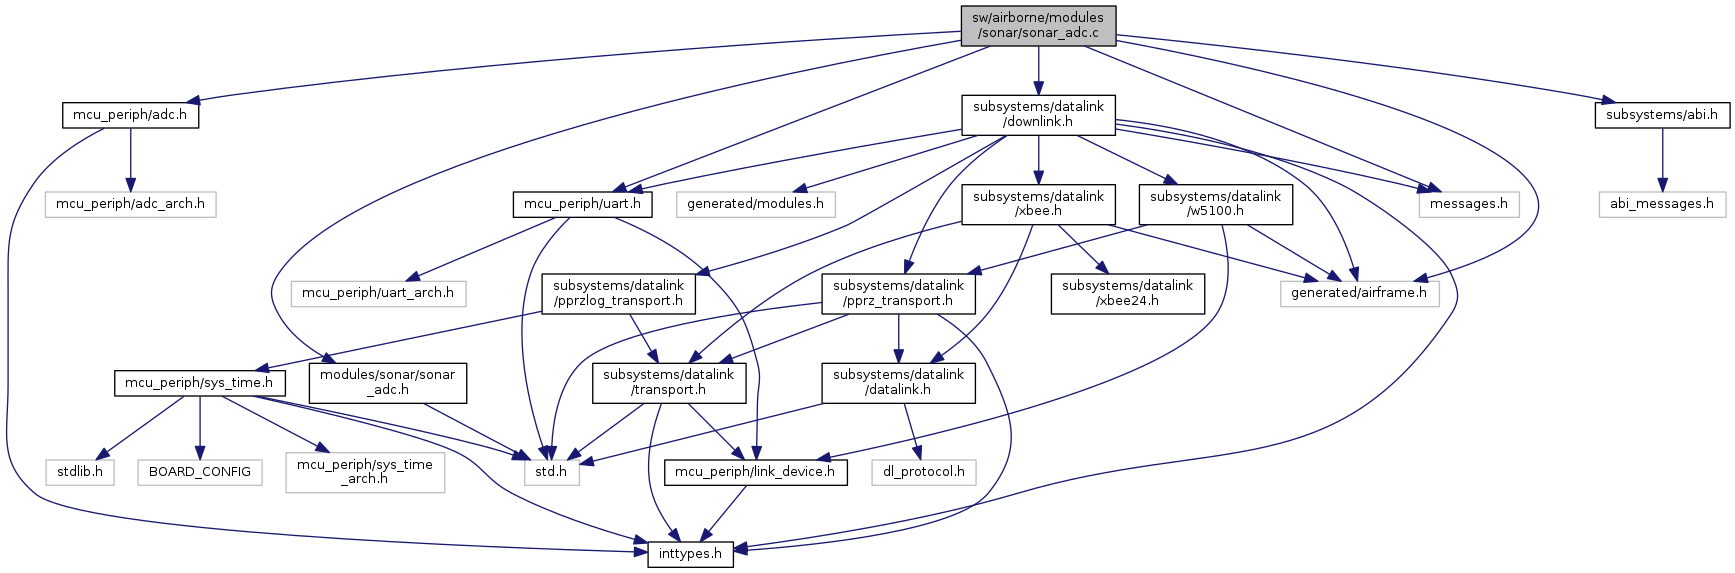 sw/airborne/modules
/sonar/sonar_adc.c
mcu_periph/adc.h
subsystems/datalink
/downlink.h
subsystems/abi.h
mcu_periph/adc_arch.h
mcu_periph/uart.h
generated/modules.h
subsystems/datalink
/xbee.h
subsystems/datalink
/w5100.h
messages.h
abi_messages.h
mcu_periph/uart_arch.h
subsystems/datalink
/pprzlog_transport.h
subsystems/datalink
/pprz_transport.h
subsystems/datalink
/xbee24.h
generated/airframe.h
mcu_periph/sys_time.h
modules/sonar/sonar
_adc.h
subsystems/datalink
/transport.h
subsystems/datalink
/datalink.h
stdlib.h
BOARD_CONFIG
mcu_periph/sys_time
_arch.h
std.h
mcu_periph/link_device.h
dl_protocol.h
inttypes.h